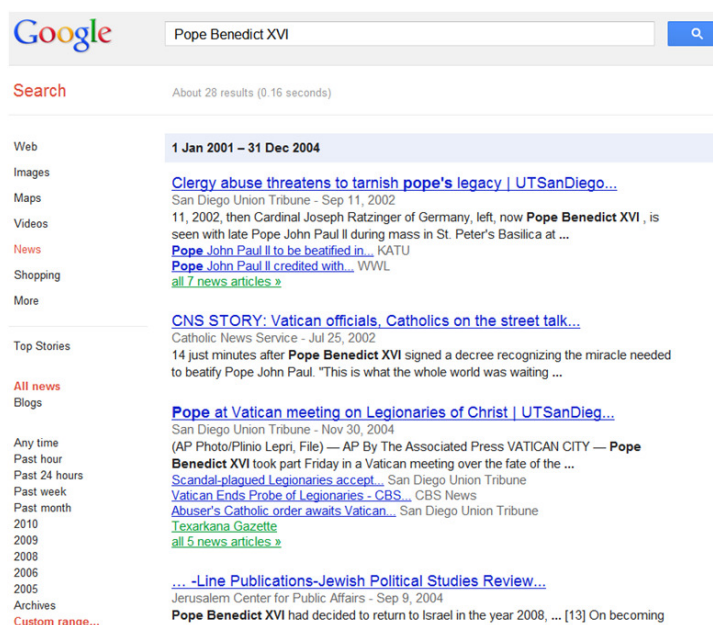 Google
Pope Benedict XVI
Search
About 28 results (0.16 seconds)
Web
Images
Maps
Videos
News
Shopping
More
Top Stories
All news
Blogs
Any time
Past hour
Past 24 hours
Past week
Past month
2010
2009
2008
2006
2005
Archives
Custom range...
1 Jan 2001 – 31 Dec 2004
Clergy abuse threatens to tarnish pope's legacy | UTSanDiego...
San Diego Union Tribune - Sep 11, 2002
11, 2002, then Cardinal Joseph Ratzinger of Germany, left, now Pope Benedict XVI , is
seen with late Pope John Paul II during mass in St. Peter's Basilica at ...
Pope John Paul II to be beatified in... KATU
Pope John Paul II credited with... WWL
all 7 news articles »
CNS STORY: Vatican officials, Catholics on the street talk...
Catholic News Service - Jul 25, 2002
14 just minutes after Pope Benedict XVI signed a decree recognizing the miracle needed
to beatify Pope John Paul. "This is what the whole world was waiting ...
Pope at Vatican meeting on Legionaries of Christ | UTSanDieg...
San Diego Union Tribune - Nov 30, 2004
(AP Photo/Plinio Lepri, File) — AP By The Associated Press VATICAN CITY — Pope
Benedict XVI took part Friday in a Vatican meeting over the fate of the ...
Scandal-plagued Legionaries accept... San Diego Union Tribune
Vatican Ends Probe of Legionaries - CBS... CBS News
Abuser's Catholic order awaits Vatican... San Diego Union Tribune
Texarkana Gazette
all 5 news articles »
... -Line Publications-Jewish Political Studies Review...
Jerusalem Center for Public Affairs - Sep 9, 2004
Pope Benedict XVI had decided to return to Israel in the year 2008, ... [13] On becoming